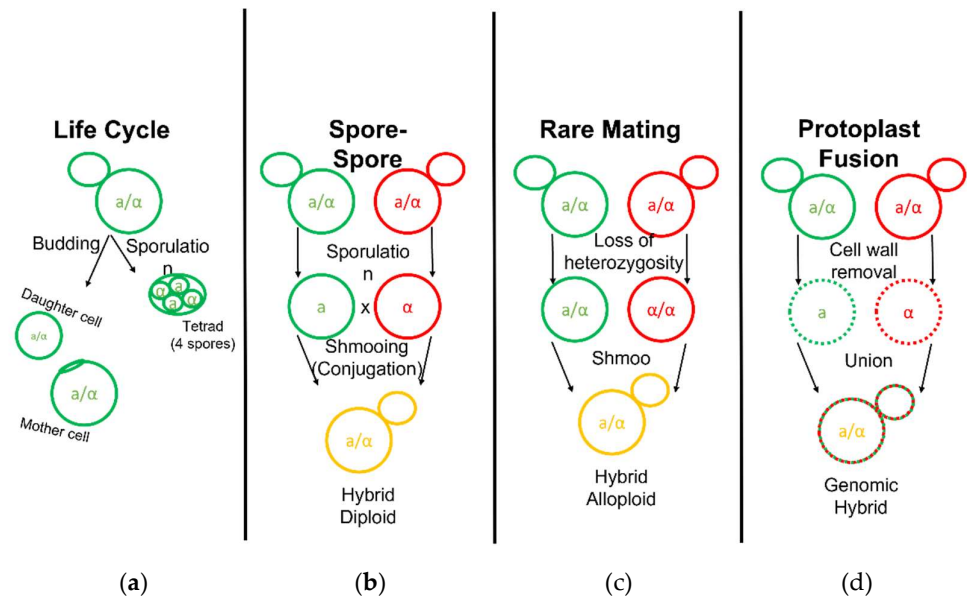 Life Cycle
a/α
Budding
Sporulatio
n
α
a
a
α
Tetrad
(4 spores)
Daughter cell
a/α
a/α
Mother cell
(a)
Spore-
Spore
a/α
a/α
Sporulatio
n
a
x
α
Shmooing
(Conjugation)
a/α
Hybrid
Diploid
(b)
Rare Mating
a/α
a/α
Loss of
heterozygosity
a/α
α/α
Shmoo
a/α
Hybrid
Alloploid
(c)
Protoplast
Fusion
a/α
a/α
Cell wall
removal
a
α
Union
a/α
Genomic
Hybrid
(d)